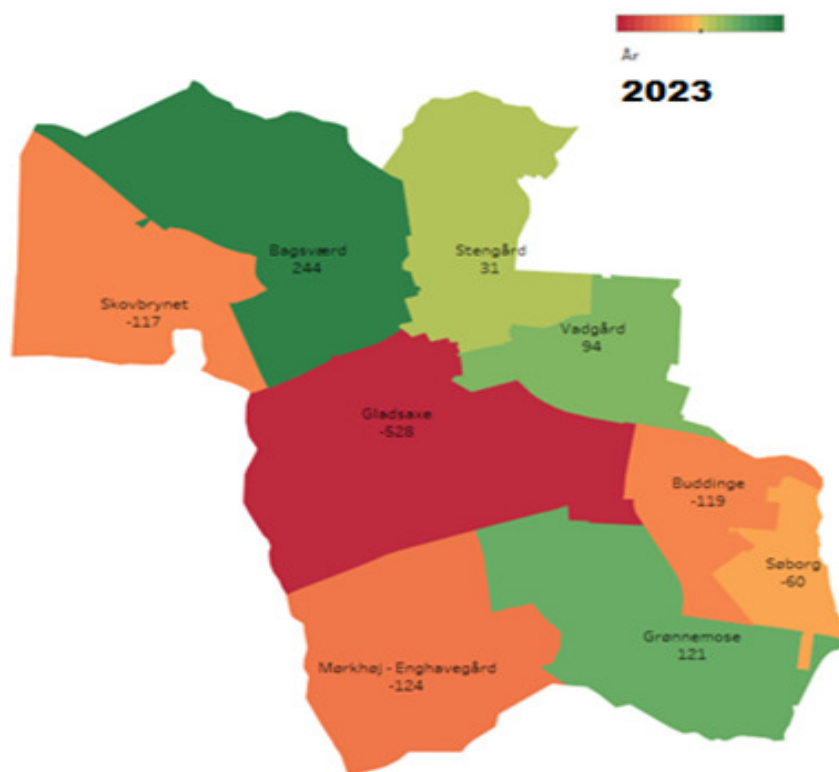 År
2023
Bagsværd
244
Stengård
31
Skovbrynet
-117
Vadgård
94
Gladsaxe
-528
Buddinge
-119
Søborg
-60
Grønnemose
121
Mørkhøj - Enghavegård
-124